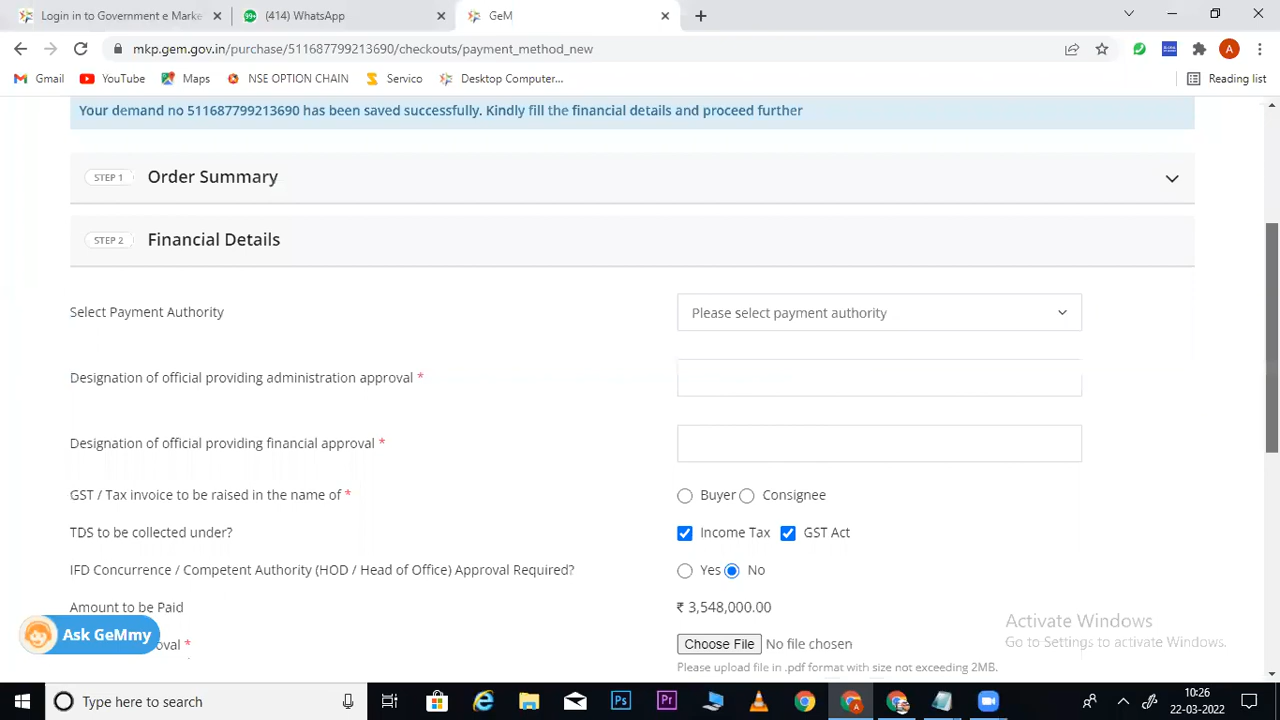 Login in to Government e Marke
(414) WhatsApp
GeM
mkp.gem.gov.in/purchase/511687799213690/checkouts/payment_method_new
Gmail
YouTube
Maps
NSE OPTION CHAIN
Servico
Desktop Computer...
Reading list
Your demand no 511687799213690 has been saved successfully. Kindly fill the financial details and proceed further
STEP 1 Order Summary
STEP 2 Financial Details
Select Payment Authority
Please select payment authority
Designation of official providing administration approval *
Designation of official providing financial approval *
GST / Tax invoice to be raised in the name of *
Buyer Consignee
TDS to be collected under?
Income Tax GST Act
IFD Concurrence / Competent Authority (HOD / Head of Office) Approval Required?
Yes No
Amount to be Paid
₹ 3,548,000.00
Ask GeMmy
*
Choose File No file chosen
Please upload file in .pdf format with size not exceeding 2MB.
Activate Windows
Go to Settings to activate Windows.
Type here to search
10:26
22-03-2022